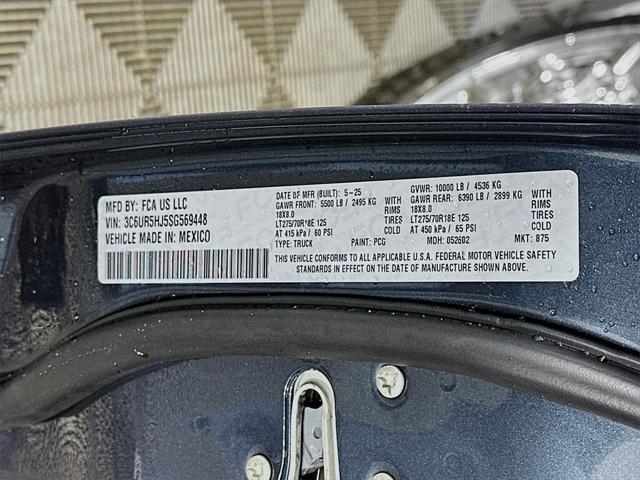 MFD BY: FCA US LLC
VIN: 3C6UR5HJ5SG569448
VEHICLE MADE IN: MEXICO
DATE OF MFR (BUILT): 5-25
GAWR FRONT: 5500 LB / 2495 KG
18X8.0
LT275/70R18E 125
AT 415 kPa / 60 PSI
TYPE: TRUCK
WITH
RIMS
TIRES
COLD
PAINT: PCG
GVWR: 10000 LB / 4536 KG
GAWR REAR: 6390 LB / 2899 KG
18X8.0
LT275/70R18E 125
AT 450 kPa / 65 PSI
MDH: 052602
WITH
RIMS
TIRES
COLD
MKT: 875
THIS VEHICLE CONFORMS TO ALL APPLICABLE U.S.A. FEDERAL MOTOR VEHICLE SAFETY
STANDARDS IN EFFECT ON THE DATE OF MANUFACTURE SHOWN ABOVE.